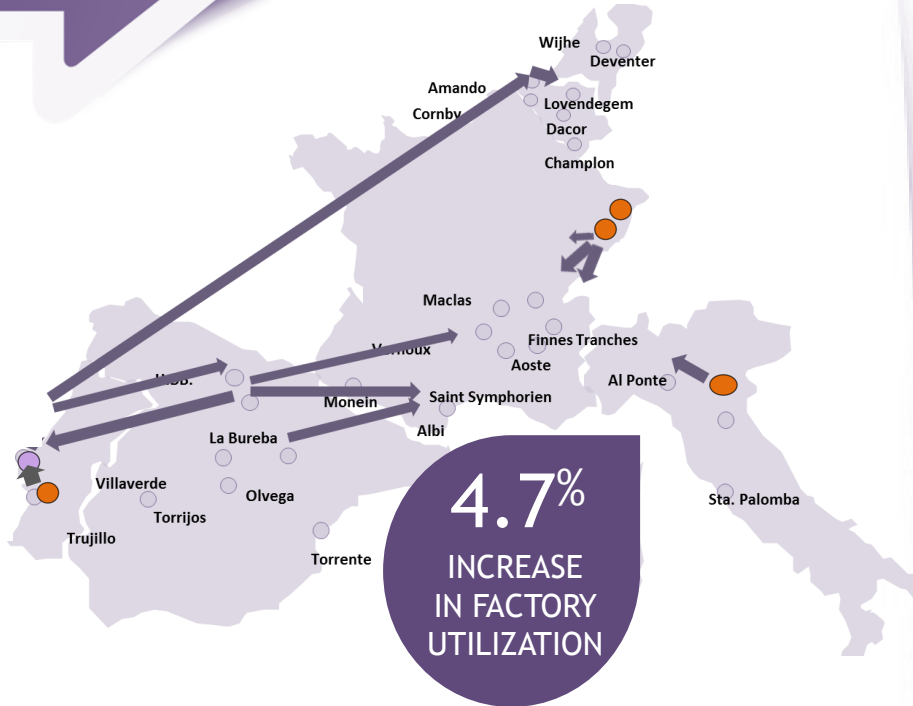 Wijhe
Deventer
Amando
Lovendegem
Cornby
Dacor
Champlon
Maclas
Finnes Tranches
Aoste
Al Ponte
Monein
Saint Symphorien
Albi
La Bureba
Villaverde
Olvega
Torrijos
Trujillo
Torrente
Sta. Palomba
4.7%
INCREASE
IN FACTORY
UTILIZATION